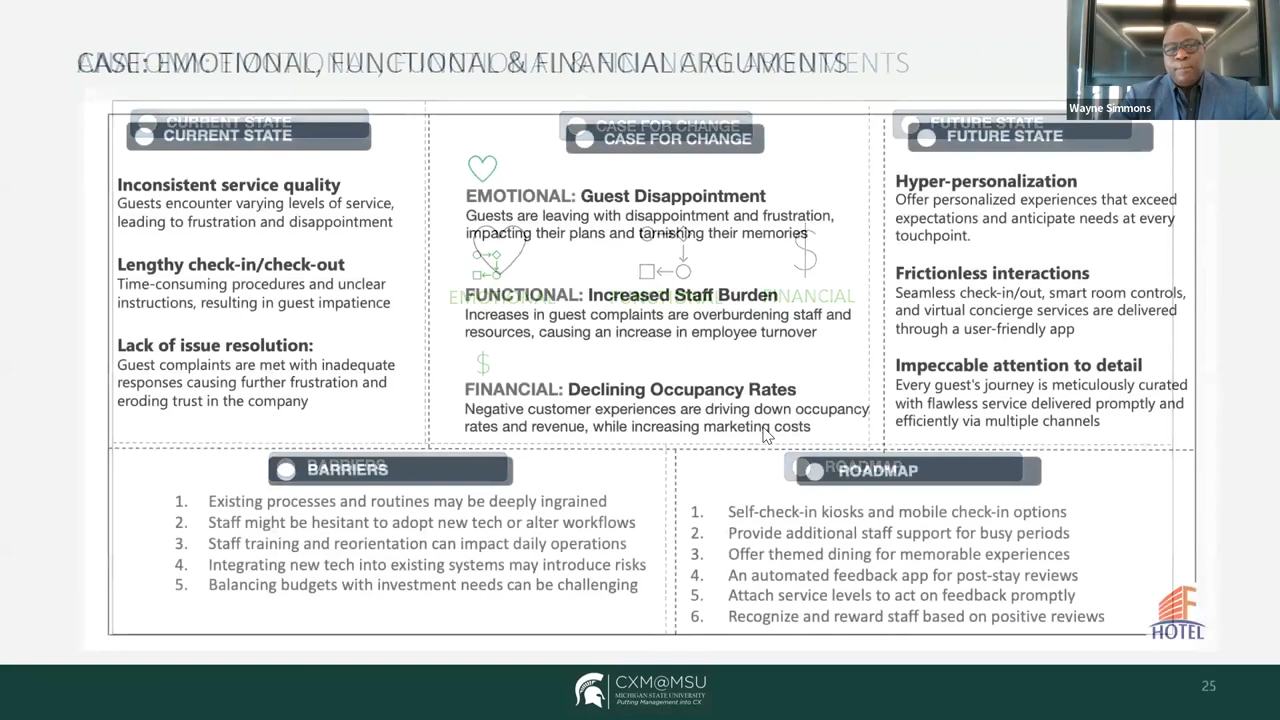 CASE: EMOTIONAL, FUNCTIONAL & FINANCIAL ARGUMENTS
Wayne Simmons
CURRENT STATE
CURRENT STATE
Inconsistent service quality
Guests encounter varying levels of service,
leading to frustration and disappointment
Lengthy check-in/check-out
Time-consuming procedures and unclear
instructions, resulting in guest impatience
Lack of issue resolution:
Guest complaints are met with inadequate
responses causing further frustration and
eroding trust in the company
CASE FOR CHANGE
CASE FOR CHANGE
EMOTIONAL: Guest Disappointment
Guests are leaving with disappointment and frustration,
impacting their plans and tarnishing their memories
FUNCTIONAL: Increased Staff Burden
Increases in guest complaints are overburdening staff and
resources, causing an increase in employee turnover
$
FINANCIAL: Declining Occupancy Rates
Negative customer experiences are driving down occupancy
rates and revenue, while increasing marketing costs
$
FINANCIAL
FUTURE STATE
FUTURE STATE
Hyper-personalization
Offer personalized experiences that exceed
expectations and anticipate needs at every
touchpoint.
Frictionless interactions
Seamless check-in/out, smart room controls,
and virtual concierge services are delivered
through a user-friendly app
Impeccable attention to detail
Every guest's journey is meticulously curated
with flawless service delivered promptly and
efficiently via multiple channels
BARRIERS
1. Existing processes and routines may be deeply ingrained
2. Staff might be hesitant to adopt new tech or alter workflows
3. Staff training and reorientation can impact daily operations
4. Integrating new tech into existing systems may introduce risks
5. Balancing budgets with investment needs can be challenging
ROADMAP
1. Self-check-in kiosks and mobile check-in options
2. Provide additional staff support for busy periods
3. Offer themed dining for memorable experiences
4. An automated feedback app for post-stay reviews
5. Attach service levels to act on feedback promptly
6. Recognize and reward staff based on positive reviews
HOTEL
CXM@MSU
MICHIGAN STATE UNIVERSITY
Putting Management into CX
25